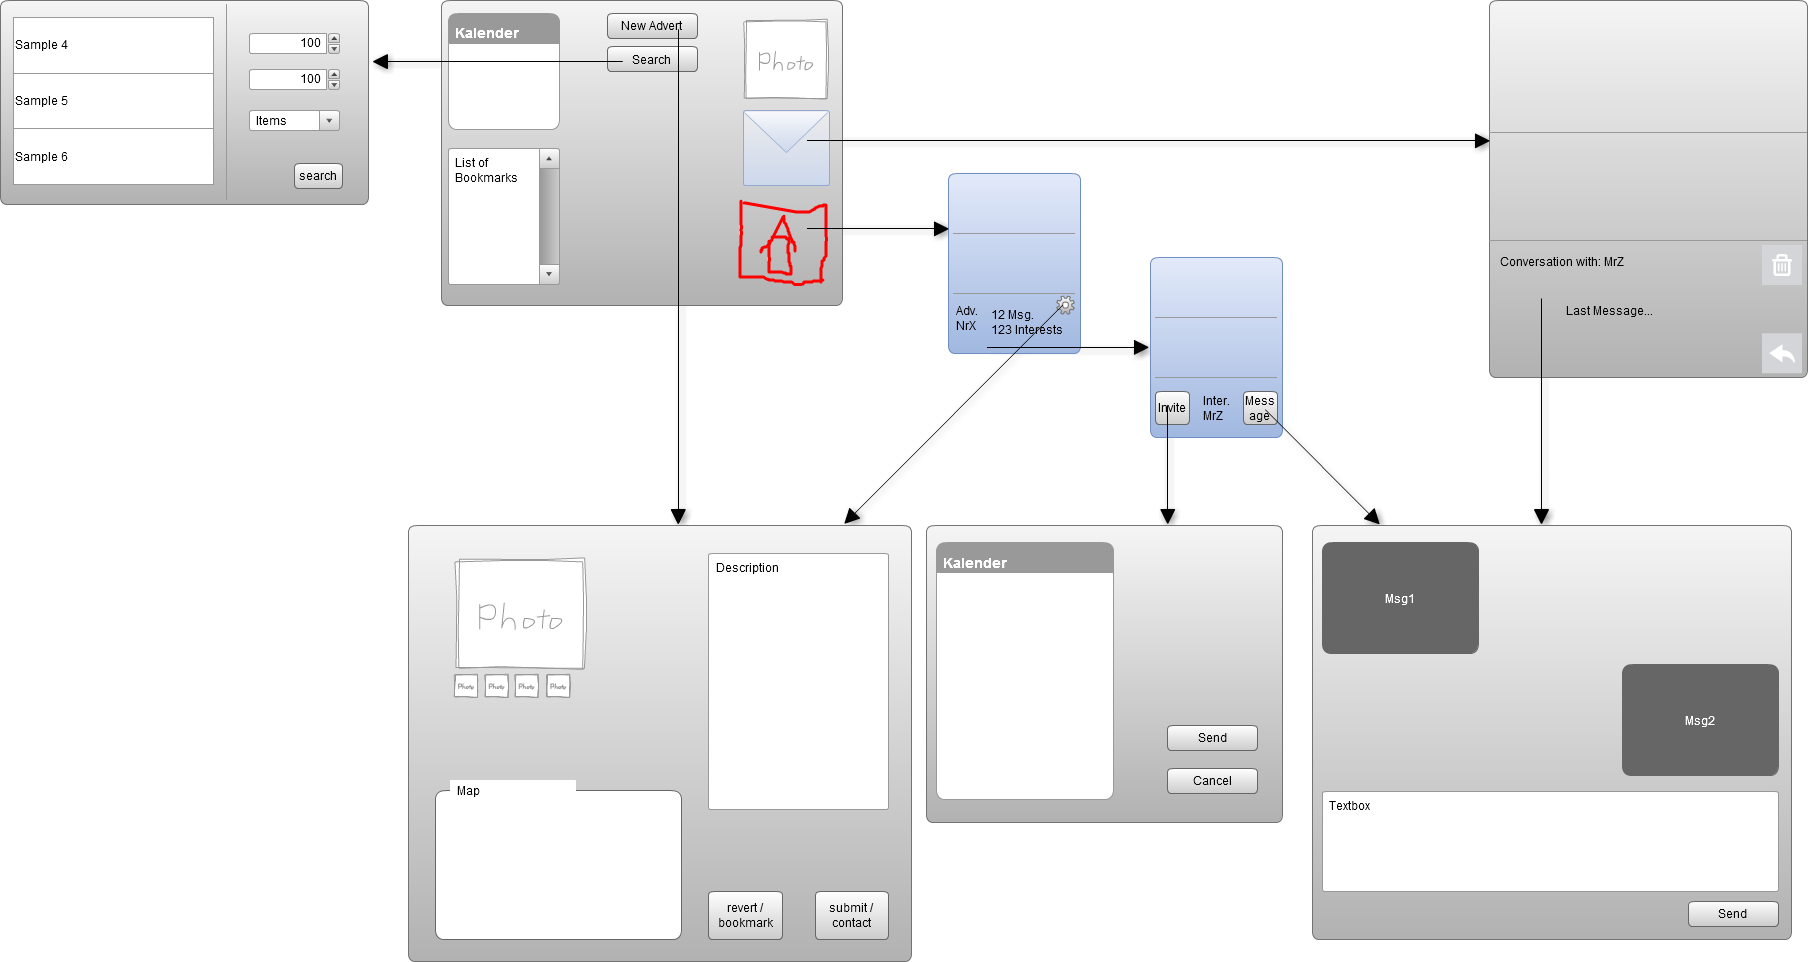 Sample 4
Sample 5
Sample 6
100
100
Items
search
Kalender
New Advert
Search
List of
Bookmarks
Photo
Adv.
NrX
12 Msg.
123 Interests
Invite
Inter.
MrZ
Mess
age
Conversation with: MrZ
Last Message...
Photo
Photo
Photo
Photo
Photo
Description
Map
revert /
bookmark
submit /
contact
Kalender
Send
Cancel
Msg1
Msg2
Textbox
Send